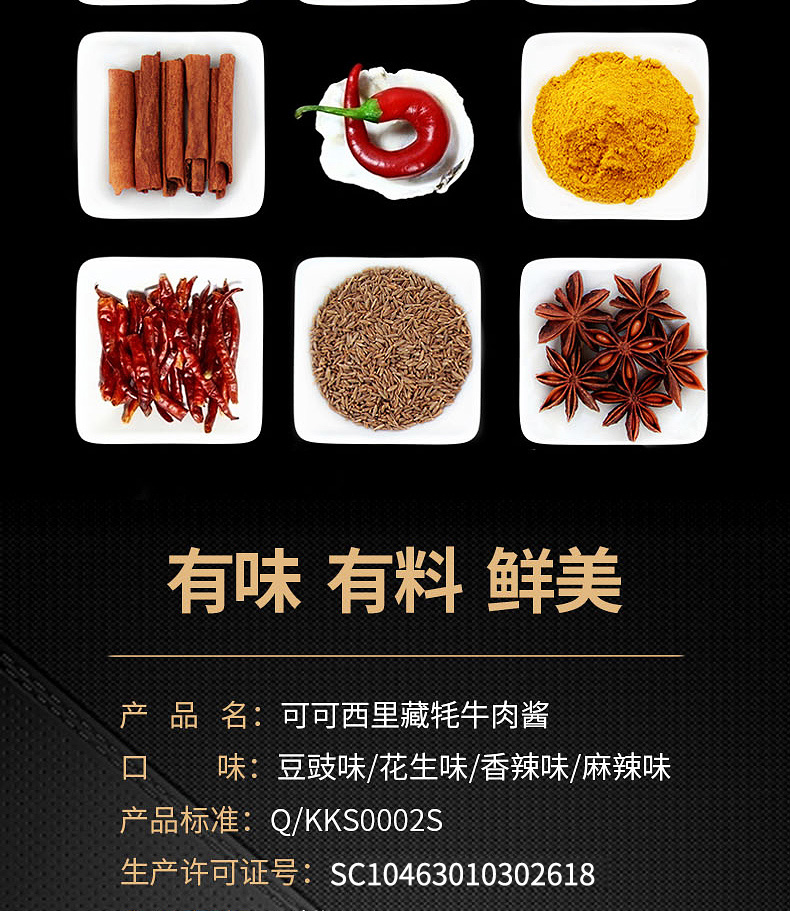 有味 有料 鲜美
产 品 名：可可西里藏牦牛肉酱
口 味：豆豉味/花生味/香辣味/麻辣味
产品标准：Q/KKS0002S
生产许可证号：SC10463010302618